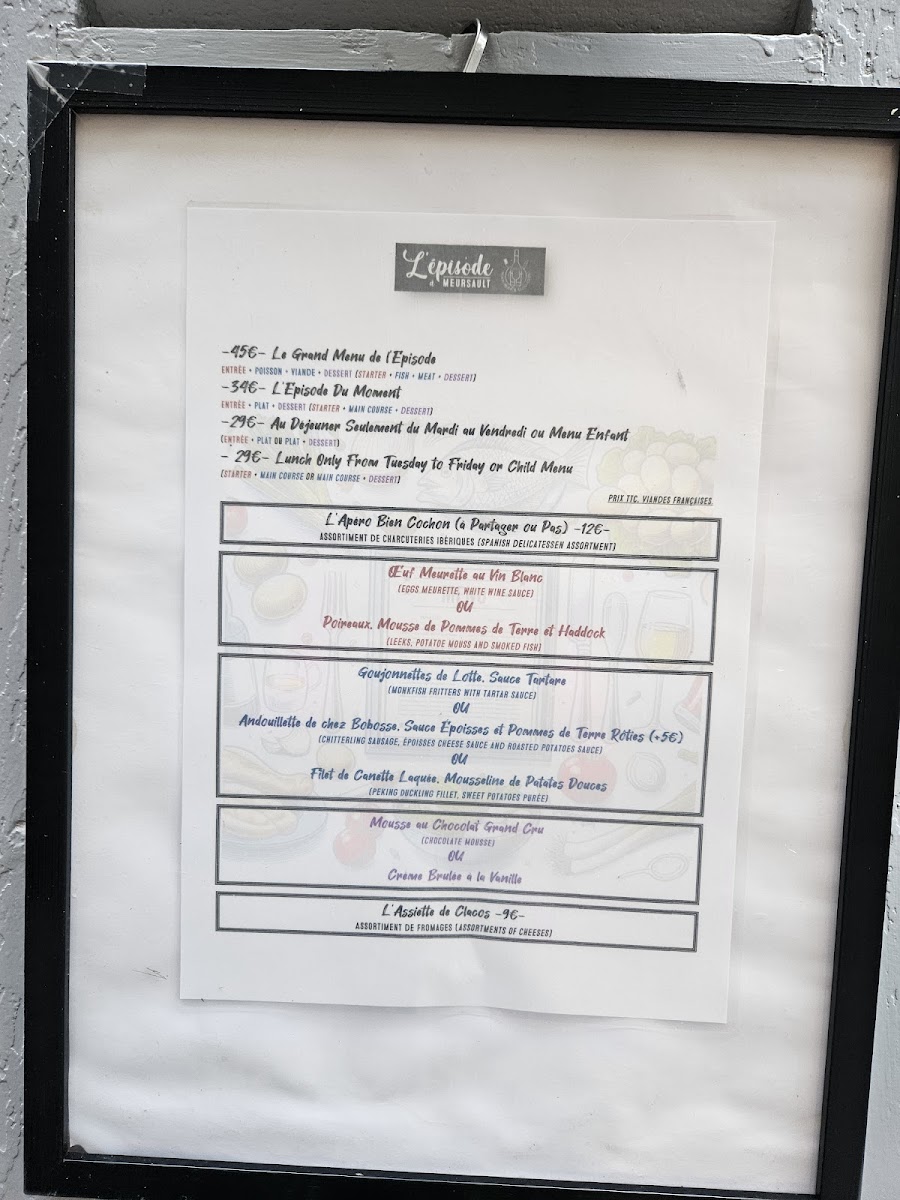 L'épisode
à MEURSAULT
-45€- Le Grand Menu de l'Episode
ENTRÉE + POISSON + VIANDE + DESSERT (STARTER + FISH + MEAT + DESSERT)
-34€- L'Episode Du Moment
ENTRÉE + PLAT + DESSERT (STARTER + MAIN COURSE + DESSERT)
-29€- Au Dejeuner Seulement du Mardi au Vendredi ou Menu Enfant
(ENTRÉE + PLAT OU PLAT + DESSERT)
- 29€- Lunch Only From Tuesday to Friday or Child Menu
(STARTER + MAIN COURSE OR MAIN COURSE + DESSERT)
PRIX TTC, VIANDES FRANÇAISES.
L'Apero Bien Cochon (à Partager ou Pas) -12€-
ASSORTIMENT DE CHARCUTERIES IBÉRIQUES (SPANISH DELICATESSEN ASSORTMENT)
Œuf Meurette au Vin Blanc
(EGGS MEURETTE, WHITE WINE SAUCE)
OU
Poireaux, Mousse de Pommes de Terre et Haddock
(LEEKS, POTATOE MOUSS AND SMOKED FISH)
Goujonnettes de Lotte, Sauce Tartare
(MONKFISH FRITTERS WITH TARTAR SAUCE)
OU
Andouillette de chez Bobosse, Sauce Époisses et Pommes de Terre Rôties (+5€)
(CHITTERLING SAUSAGE, ÉPOISSES CHEESE SAUCE AND ROASTED POTATOES SAUCE)
OU
Filet de Canette Laquée, Mousseline de Patates Douces
(PEKING DUCKLING FILLET, SWEET POTATOES PURÉE)
Mousse au Chocolat Grand Cru
(CHOCOLATE MOUSSE)
OU
Crème Brulée à la Vanille
L'Assiette de Clacos -9€-
ASSORTIMENT DE FROMAGES (ASSORTMENTS OF CHEESES)